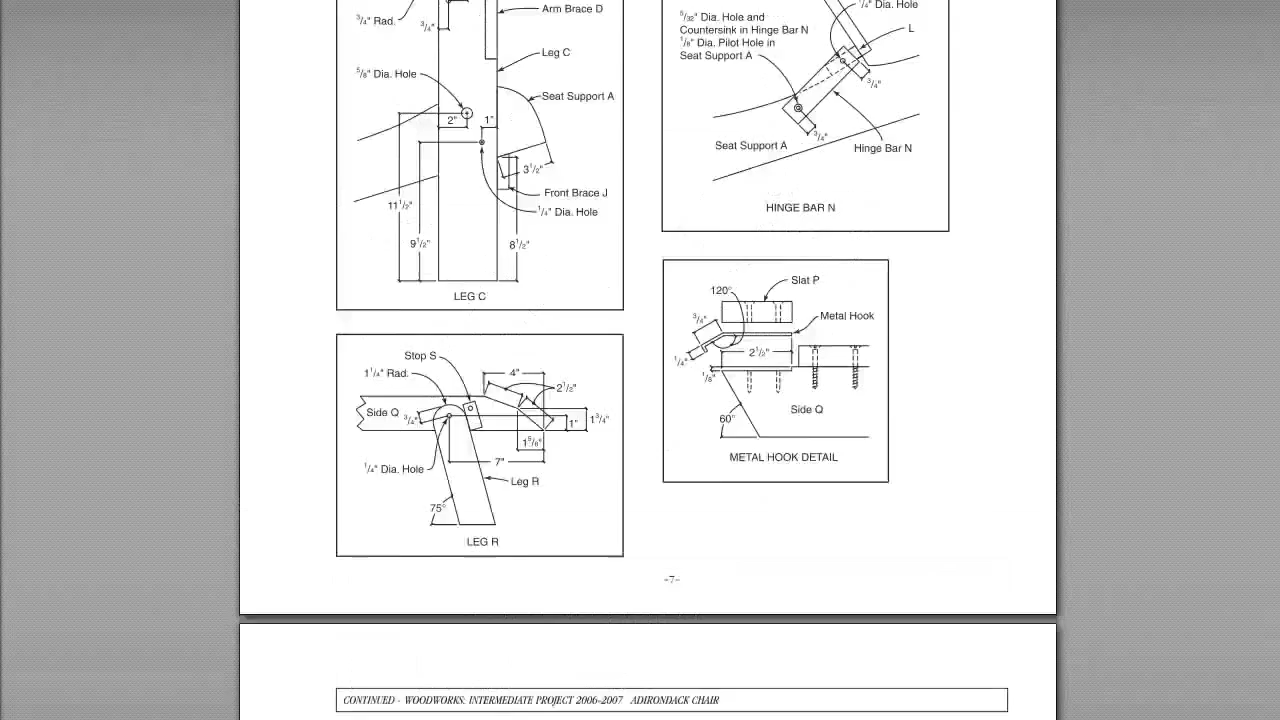 Arm Brace D
3/4" Rad.
3/4"
Leg C
5/8" Dia. Hole
Seat Support A
2"
1"
3 1/2"
Front Brace J
11 1/2"
1/4" Dia. Hole
9 1/2"
8 1/2"
LEG C
1/4" Dia. Hole
5/32" Dia. Hole and
Countersink in Hinge Bar N
1/8" Dia. Pilot Hole in
Seat Support A
L
3/4"
3/4"
Seat Support A
Hinge Bar N
HINGE BAR N
Stop S
1 1/4" Rad.
4"
2 1/2"
Side Q
3/4"
1"
1 3/4"
1 5/8"
7"
1/4" Dia. Hole
Leg R
75°
LEG R
Slat P
120°
Metal Hook
3/4"
1/4"
2 1/2"
1/8"
Side Q
60°
METAL HOOK DETAIL
-7-
CONTINUED - WOODWORKS: INTERMEDIATE PROJECT 2006-2007 ADIRONDACK CHAIR